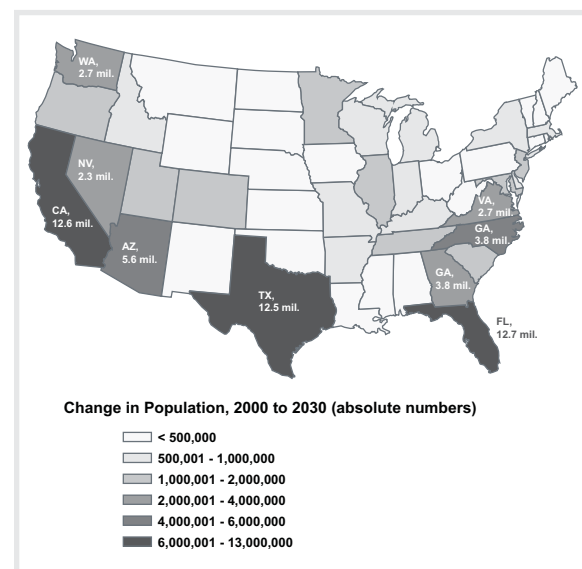 WA,
2.7 mil.
NV,
2.3 mil.
CA,
12.6 mil.
AZ,
5.6 mil.
TX,
12.5 mil.
VA,
2.7 mil.
GA,
3.8 mil.
GA,
3.8 mil.
FL,
12.7 mil.
Change in Population, 2000 to 2030 (absolute numbers)
< 500,000
500,001 - 1,000,000
1,000,001 - 2,000,000
2,000,001 - 4,000,000
4,000,001 - 6,000,000
6,000,001 - 13,000,000